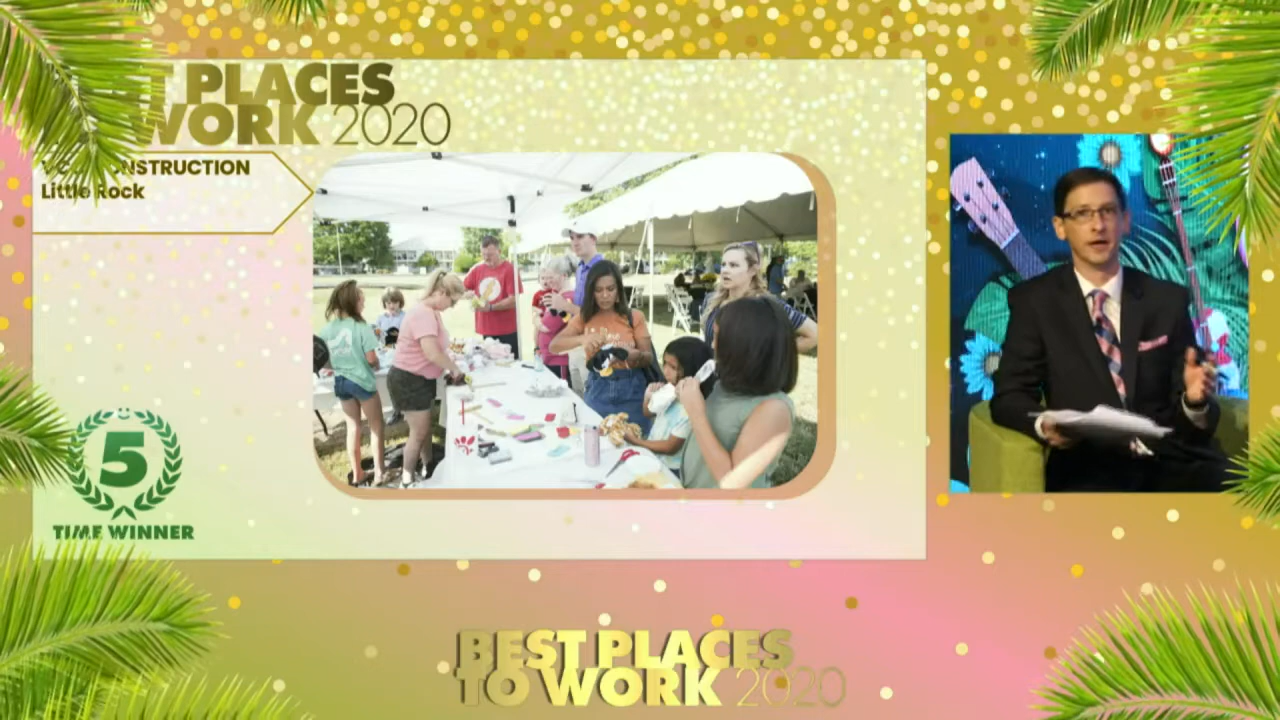 T PLACES
WORK 2020
CONSTRUCTION
Little Rock
5
TIME WINNER
BEST PLACES
TO WORK 2020